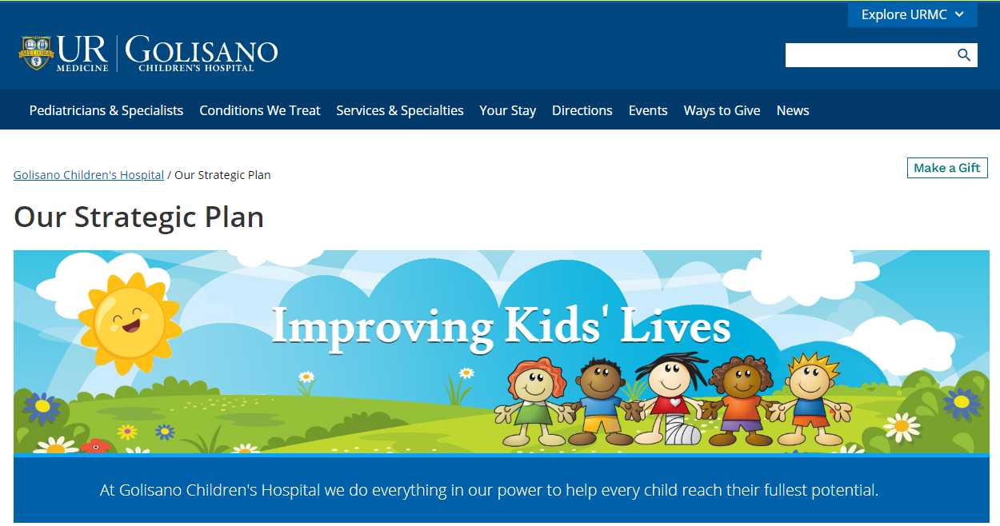 Explore URMC
MELIORA
UR MEDICINE | GOLISANO CHILDREN'S HOSPITAL
Pediatricians & Specialists Conditions We Treat Services & Specialties Your Stay Directions Events Ways to Give News
Golisano Children's Hospital / Our Strategic Plan
Make a Gift
Our Strategic Plan
Improving Kids' Lives
At Golisano Children's Hospital we do everything in our power to help every child reach their fullest potential.